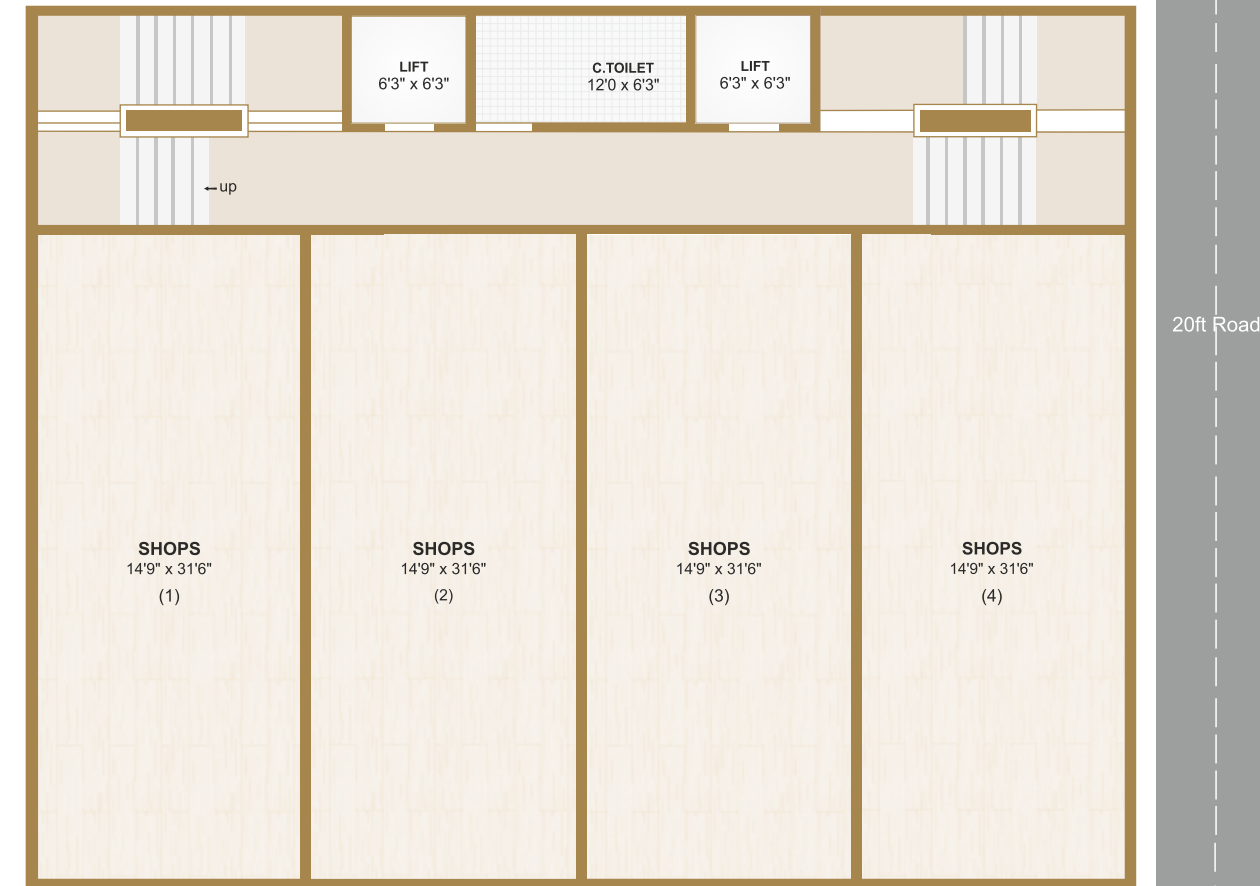 LIFT
6'3" x 6'3"
C.TOILET
12'0 x 6'3"
LIFT
6'3" x 6'3"
up
20ft Road
SHOPS
14'9" x 31'6"
(1)
SHOPS
14'9" x 31'6"
(2)
SHOPS
14'9" x 31'6"
(3)
SHOPS
14'9" x 31'6"
(4)